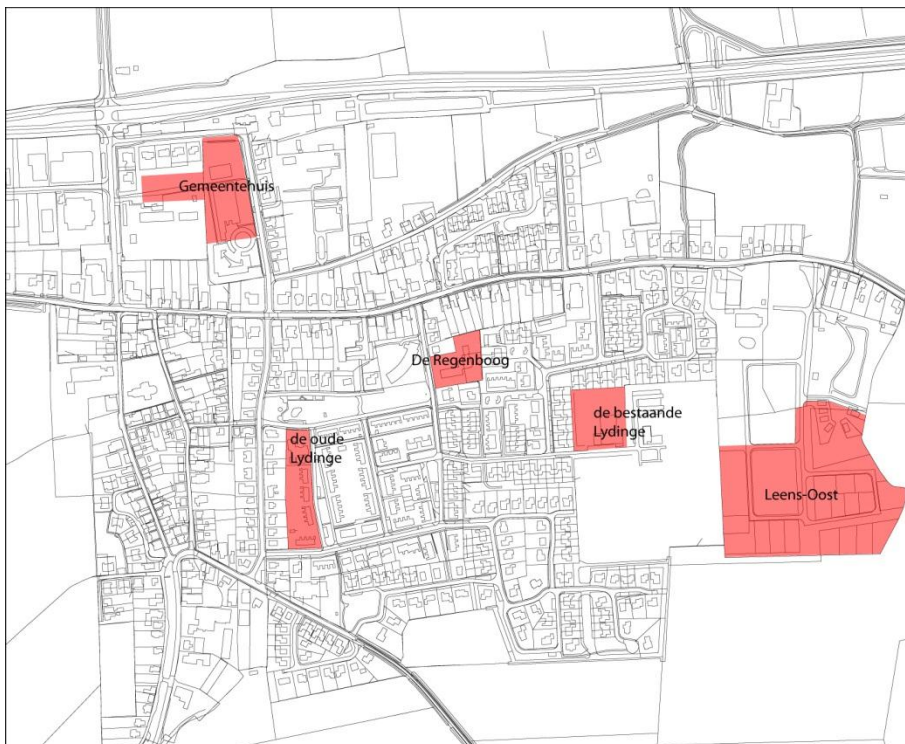 Gemeentehuis
De Regenboog
de bestaande
Lydinge
de oude
Lydinge
Leens-Oost